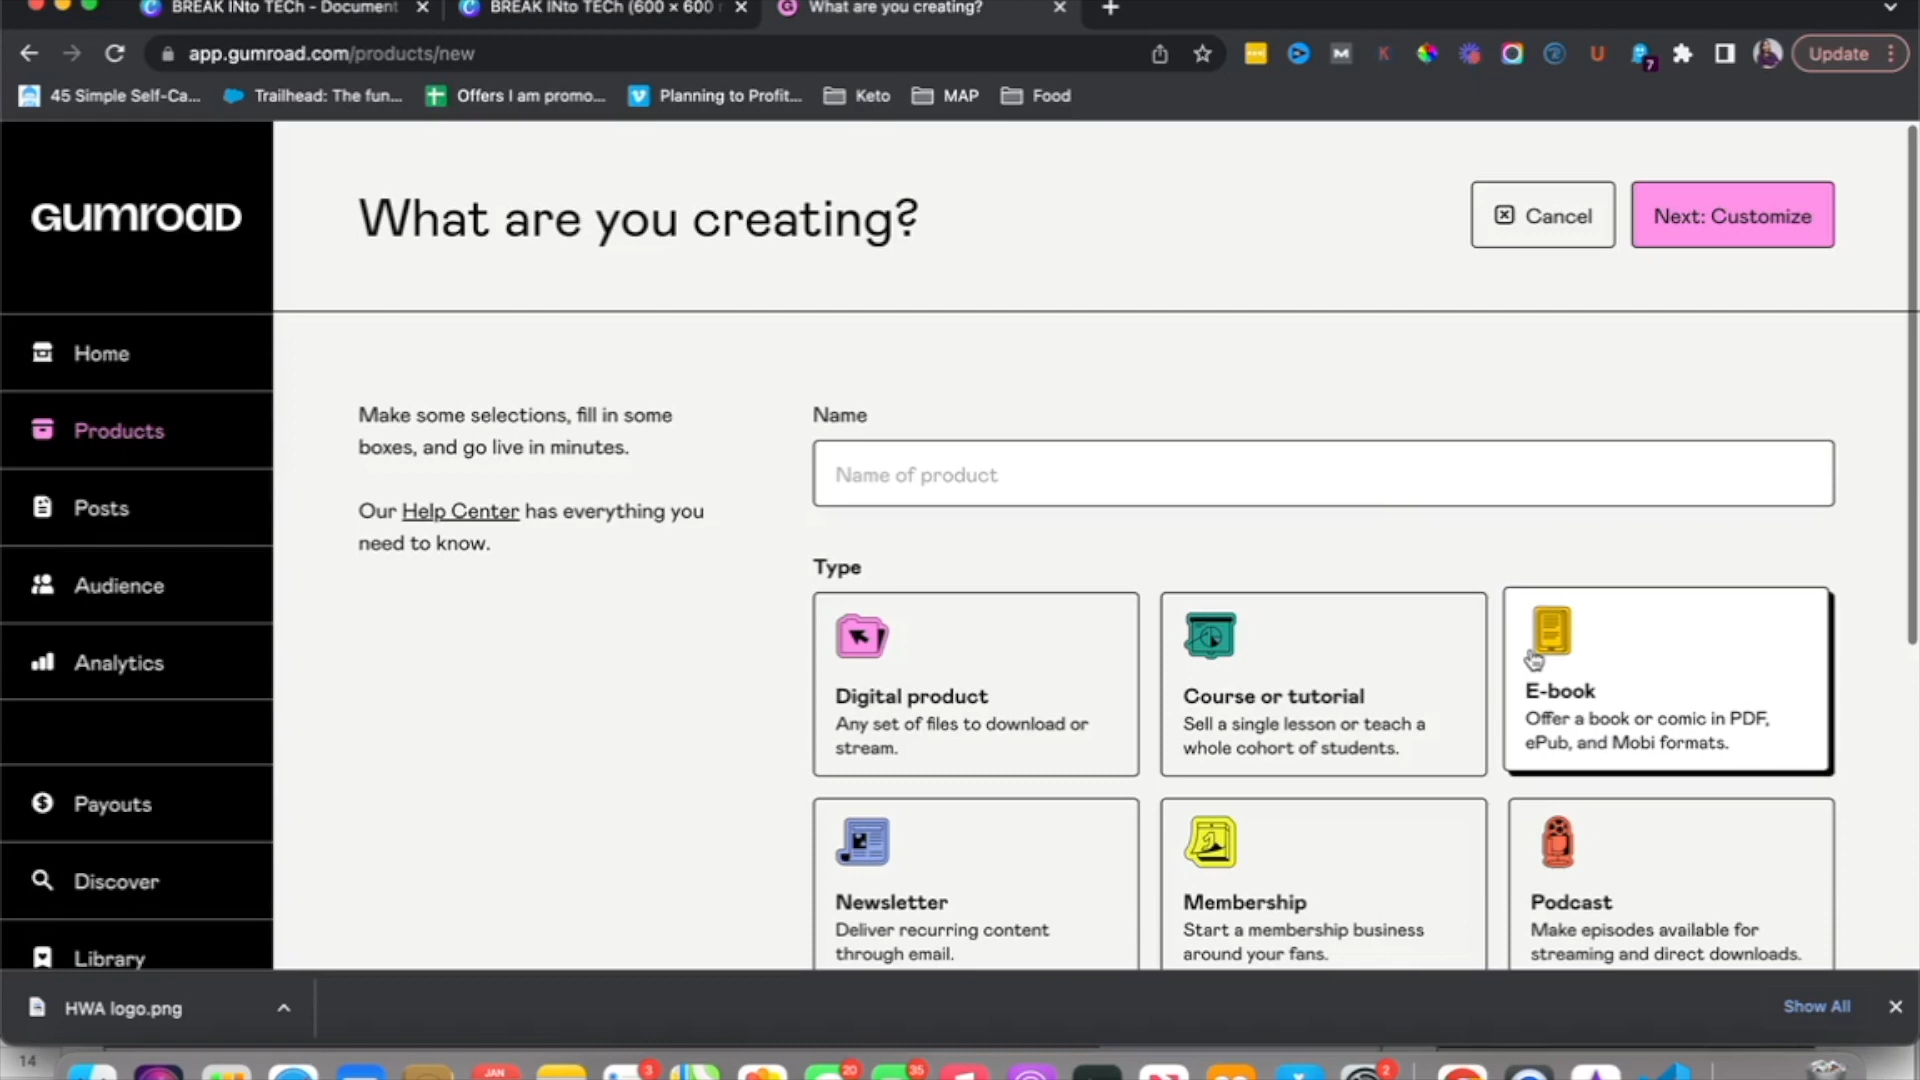 BREAK INto TECh - Document
BREAK INto TECh (600 × 600
What are you creating?
app.gumroad.com/products/new
Update
7
45 Simple Self-Ca...
Trailhead: The fun...
Offers I am promo...
Planning to Profit...
Keto
MAP
Food
GUMROAD
What are you creating?
Cancel
Next: Customize
Home
Products
Posts
Audience
Analytics
Payouts
Discover
Library
Make some selections, fill in some
boxes, and go live in minutes.
Our Help Center has everything you
need to know.
Name
Name of product
Type
Digital product
Any set of files to download or
stream.
Course or tutorial
Sell a single lesson or teach a
whole cohort of students.
E-book
Offer a book or comic in PDF,
ePub, and Mobi formats.
Newsletter
Deliver recurring content
through email.
Membership
Start a membership business
around your fans.
Podcast
Make episodes available for
streaming and direct downloads.
HWA logo.png
Show All
14
JAN
3
20
35
2